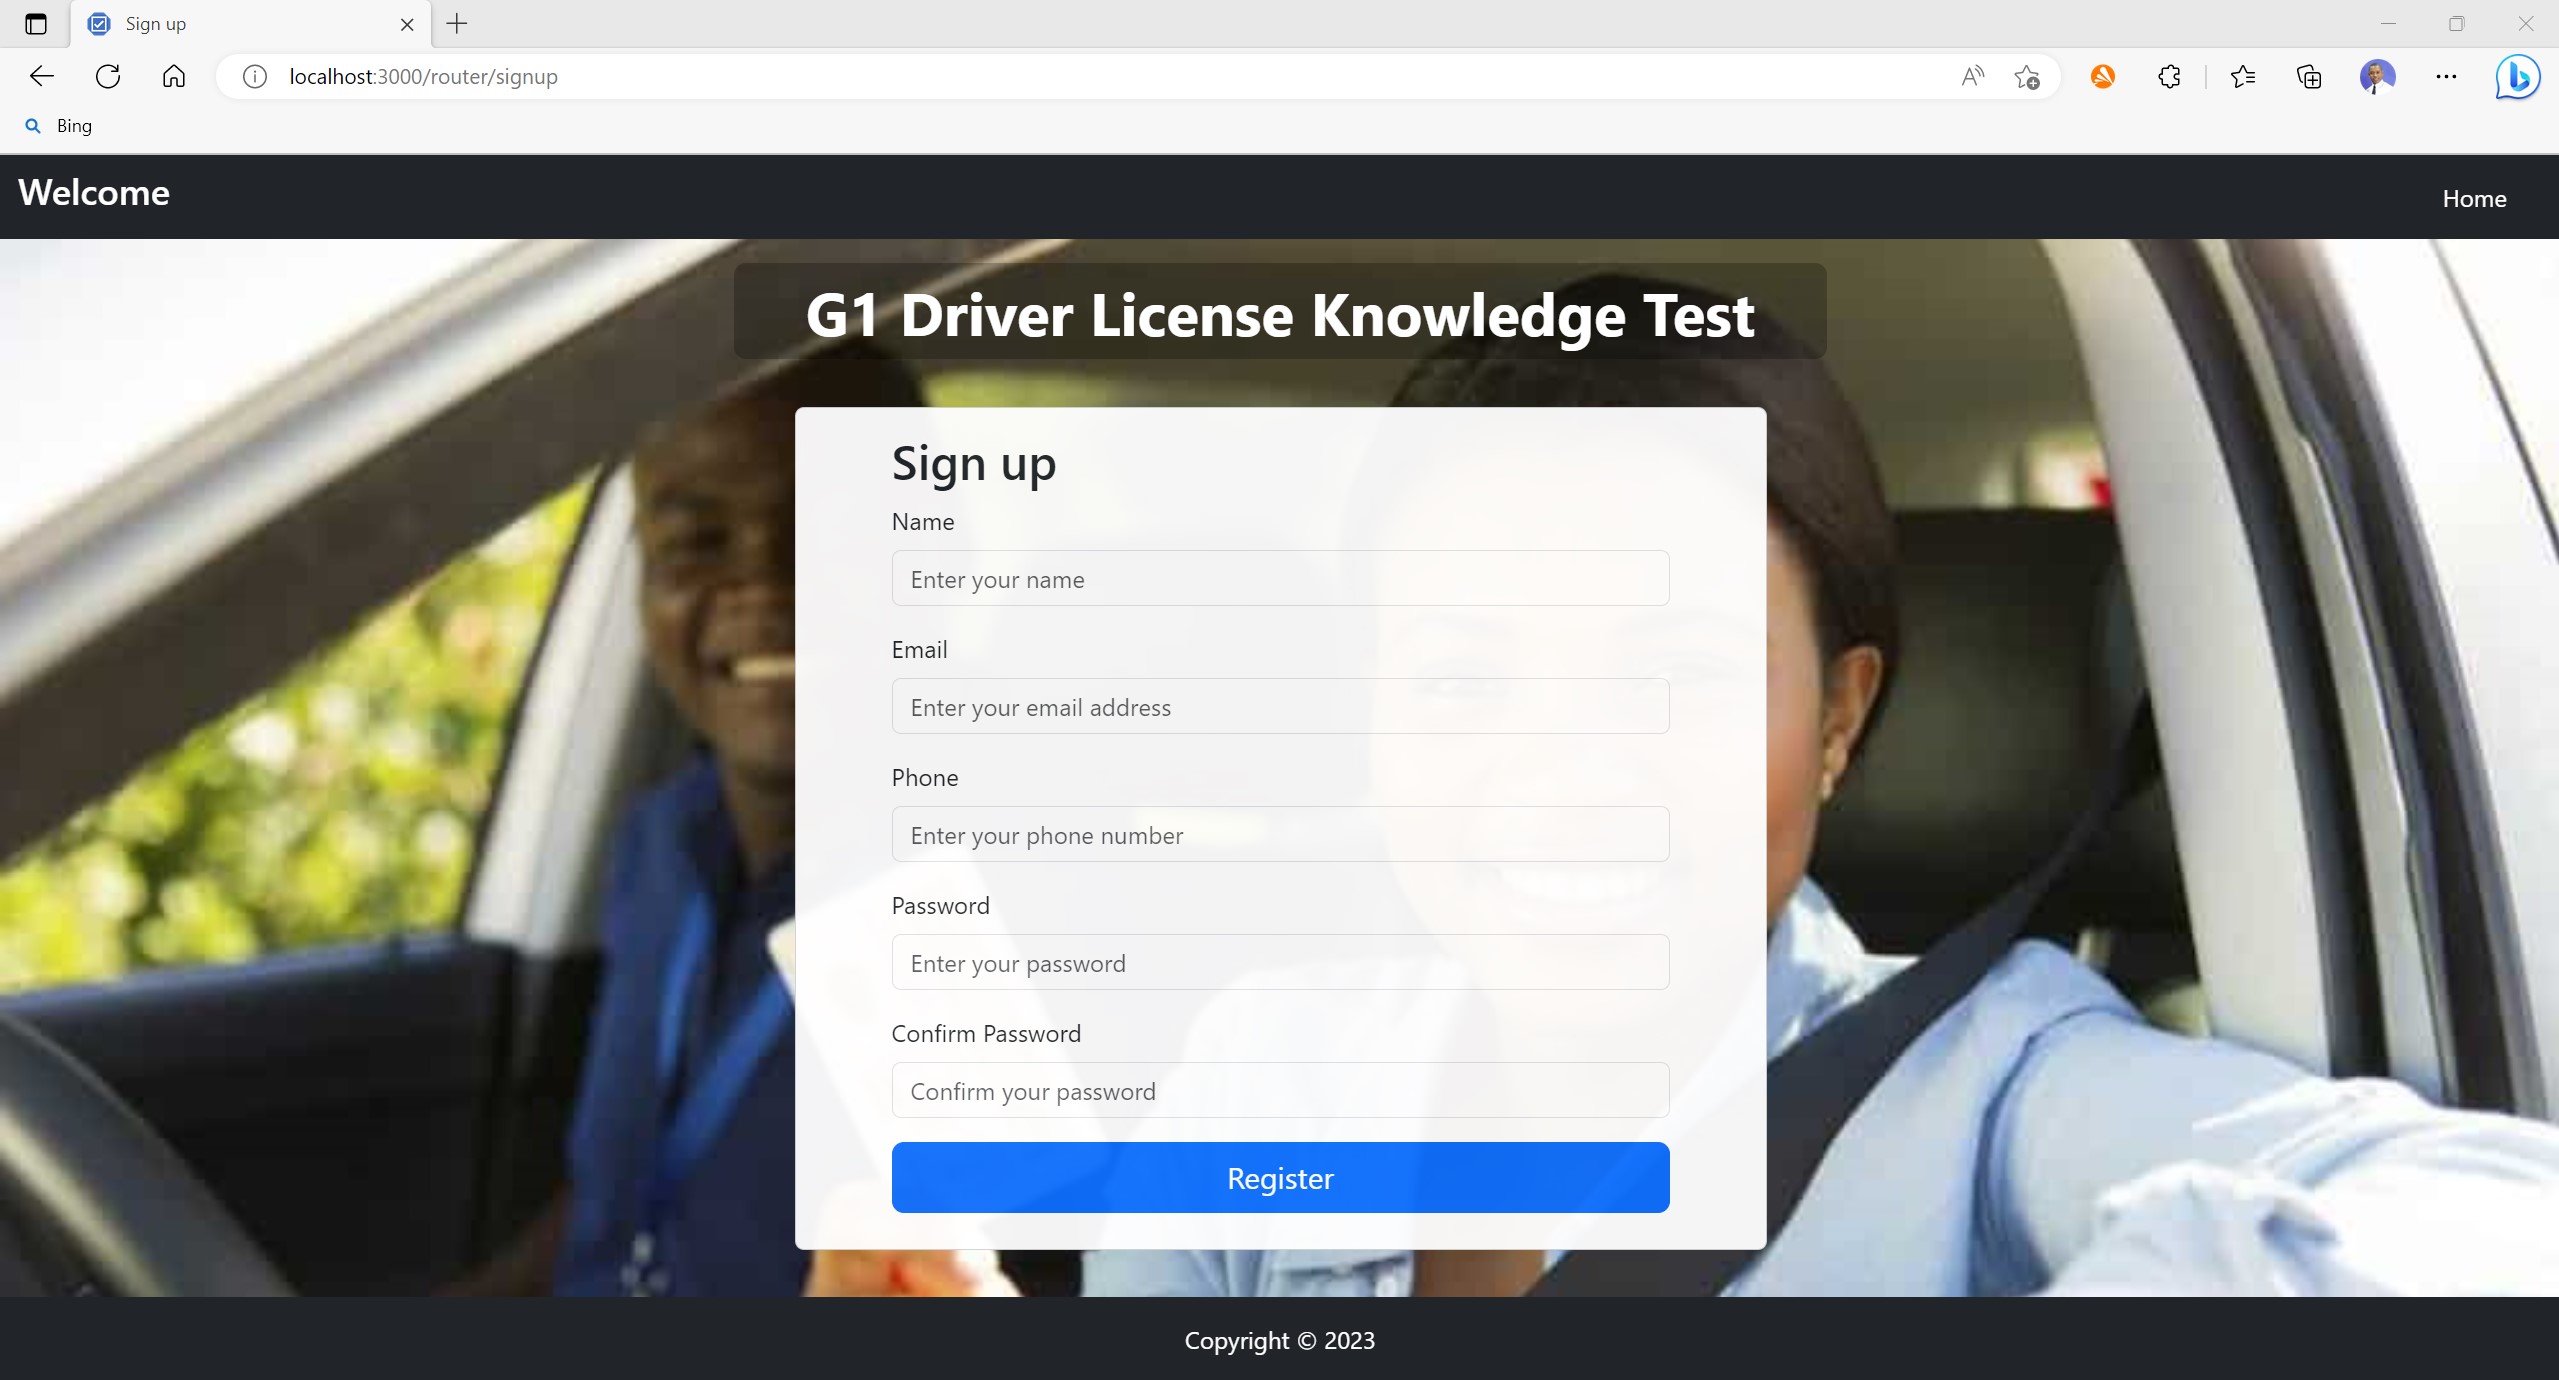 Sign up
localhost:3000/router/signup
Bing
Welcome
Home
G1 Driver License Knowledge Test
Sign up
Name
Enter your name
Email
Enter your email address
Phone
Enter your phone number
Password
Enter your password
Confirm Password
Confirm your password
Register
Copyright © 2023